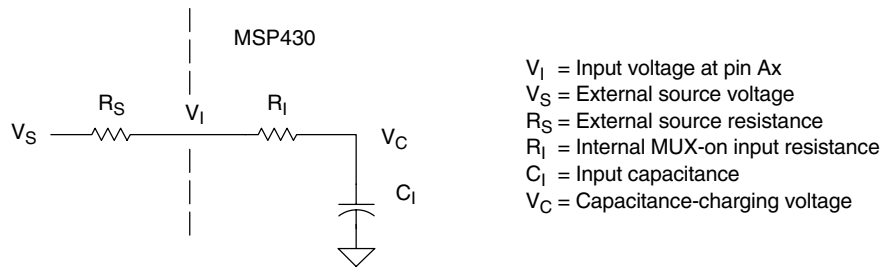 MSP430
R_S
V_I
R_I
V_S
V_C
C_I
V_I = Input voltage at pin Ax
V_S = External source voltage
R_S = External source resistance
R_I = Internal MUX-on input resistance
C_I = Input capacitance
V_C = Capacitance-charging voltage